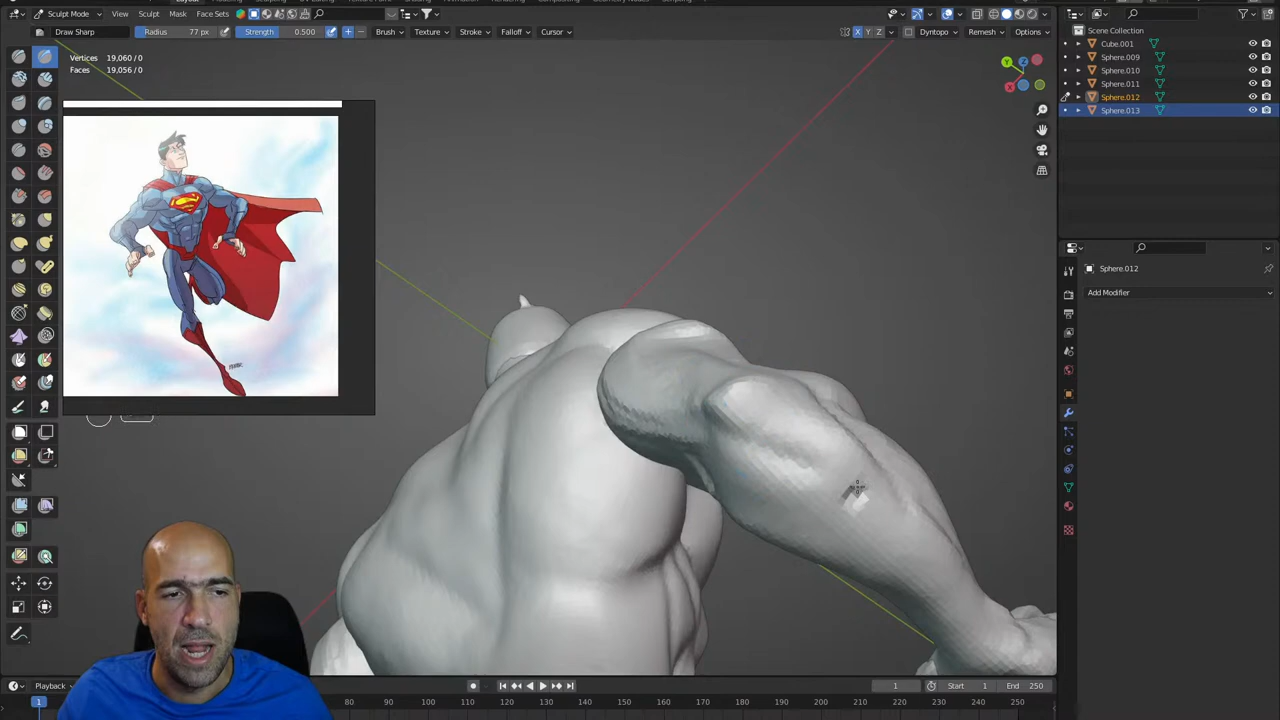 Sculpt Mode View Sculpt Mask Face Sets Layout
Draw Sharp Radius 77 px Strength 0.500 Brush Texture Stroke Falloff Cursor X Y Z Dyntopo Remesh Options
Vertices 19,060 / 0
Faces 19,056 / 0
Y Z
X
Scene Collection
Cube.001
Sphere.009
Sphere.010
Sphere.011
Sphere.012
Sphere.013
Sphere.012
Add Modifier
Playback 1 Start 1 End 250
1 80 90 100 110 120 130 140 150 160 170 180 190 200 210 220 230 240 250